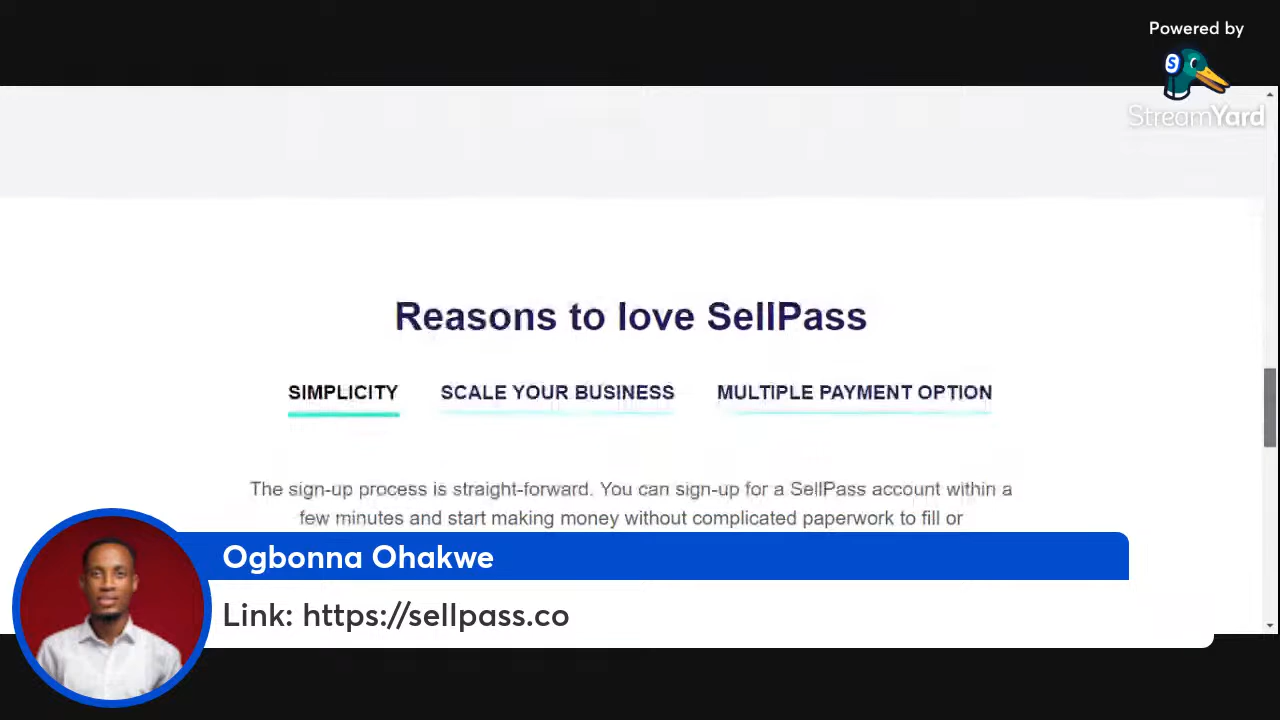 Powered by
S
StreamYard
Reasons to love SellPass
SIMPLICITY SCALE YOUR BUSINESS MULTIPLE PAYMENT OPTION
The sign-up process is straight-forward. You can sign-up for a SellPass account within a
few minutes and start making money without complicated paperwork to fill or
Ogbonna Ohakwe
Link: https://sellpass.co